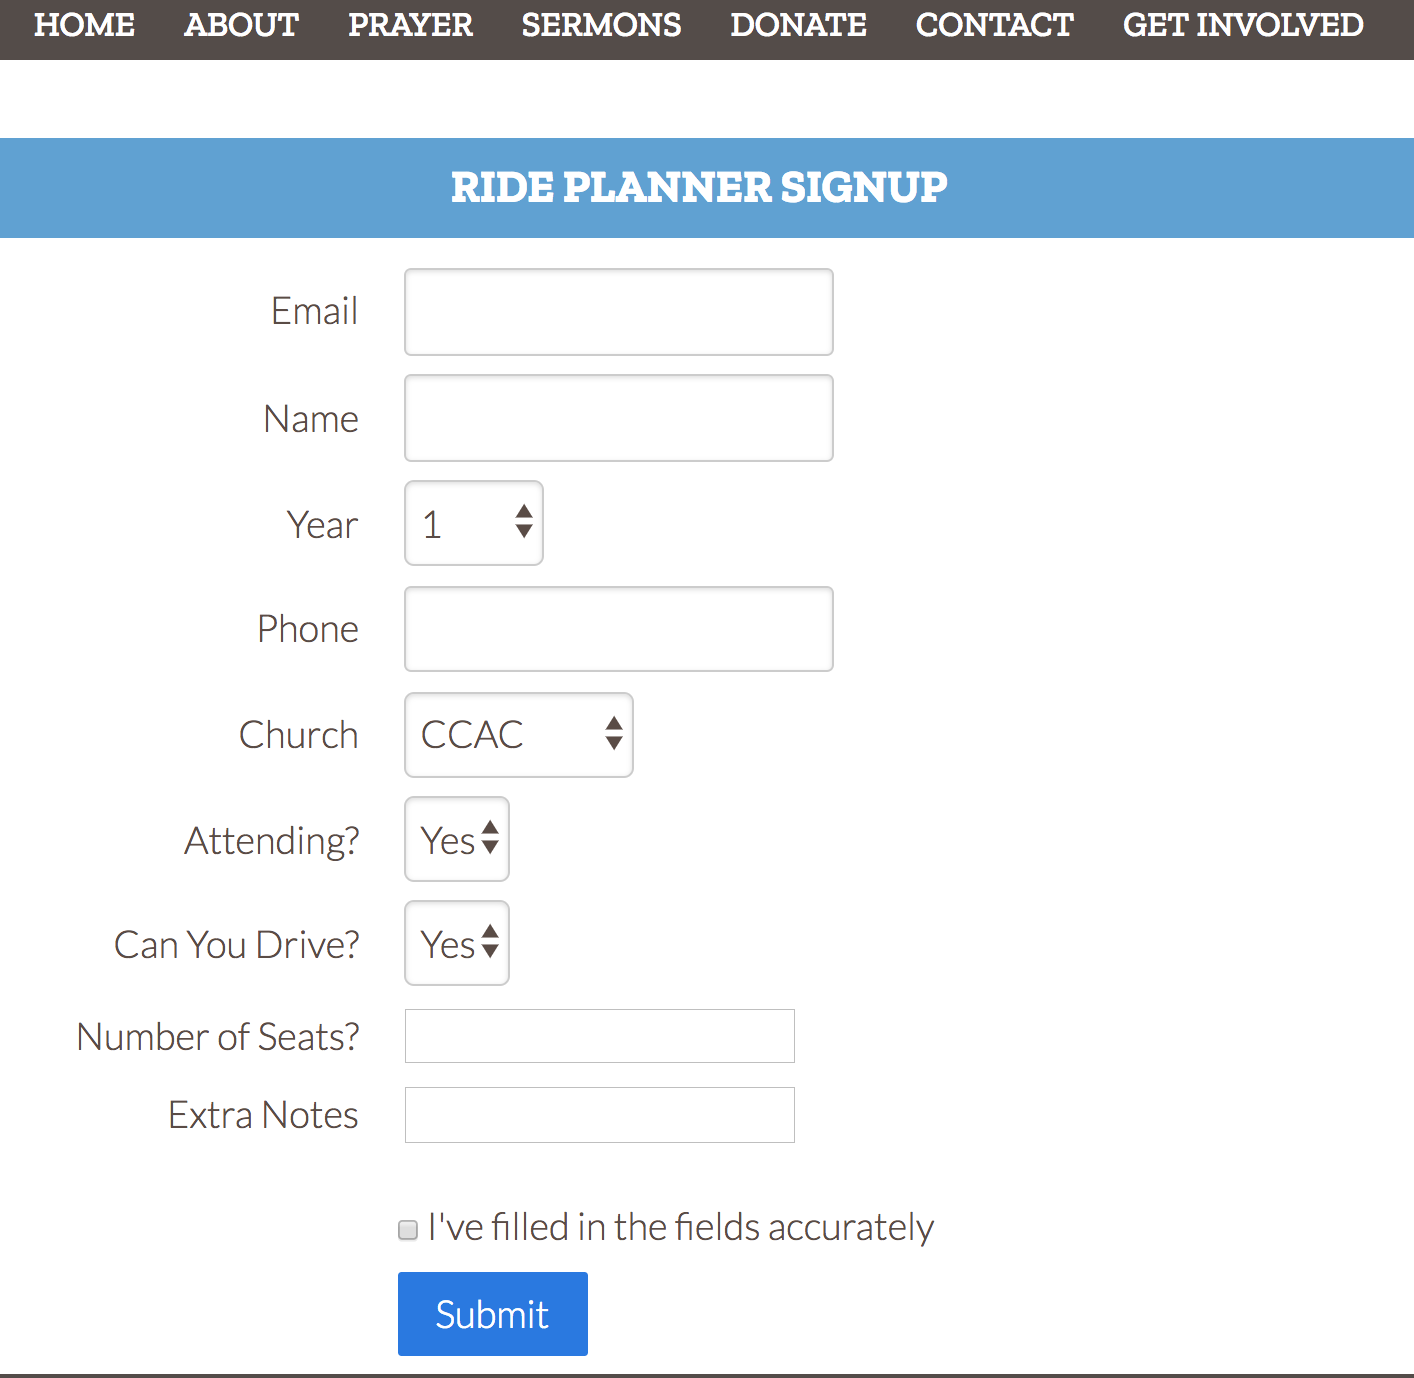 HOME ABOUT PRAYER SERMONS DONATE CONTACT GET INVOLVED
RIDE PLANNER SIGNUP
Email
Name
Year 1
Phone
Church CCAC
Attending? Yes
Can You Drive? Yes
Number of Seats?
Extra Notes
I've filled in the fields accurately
Submit